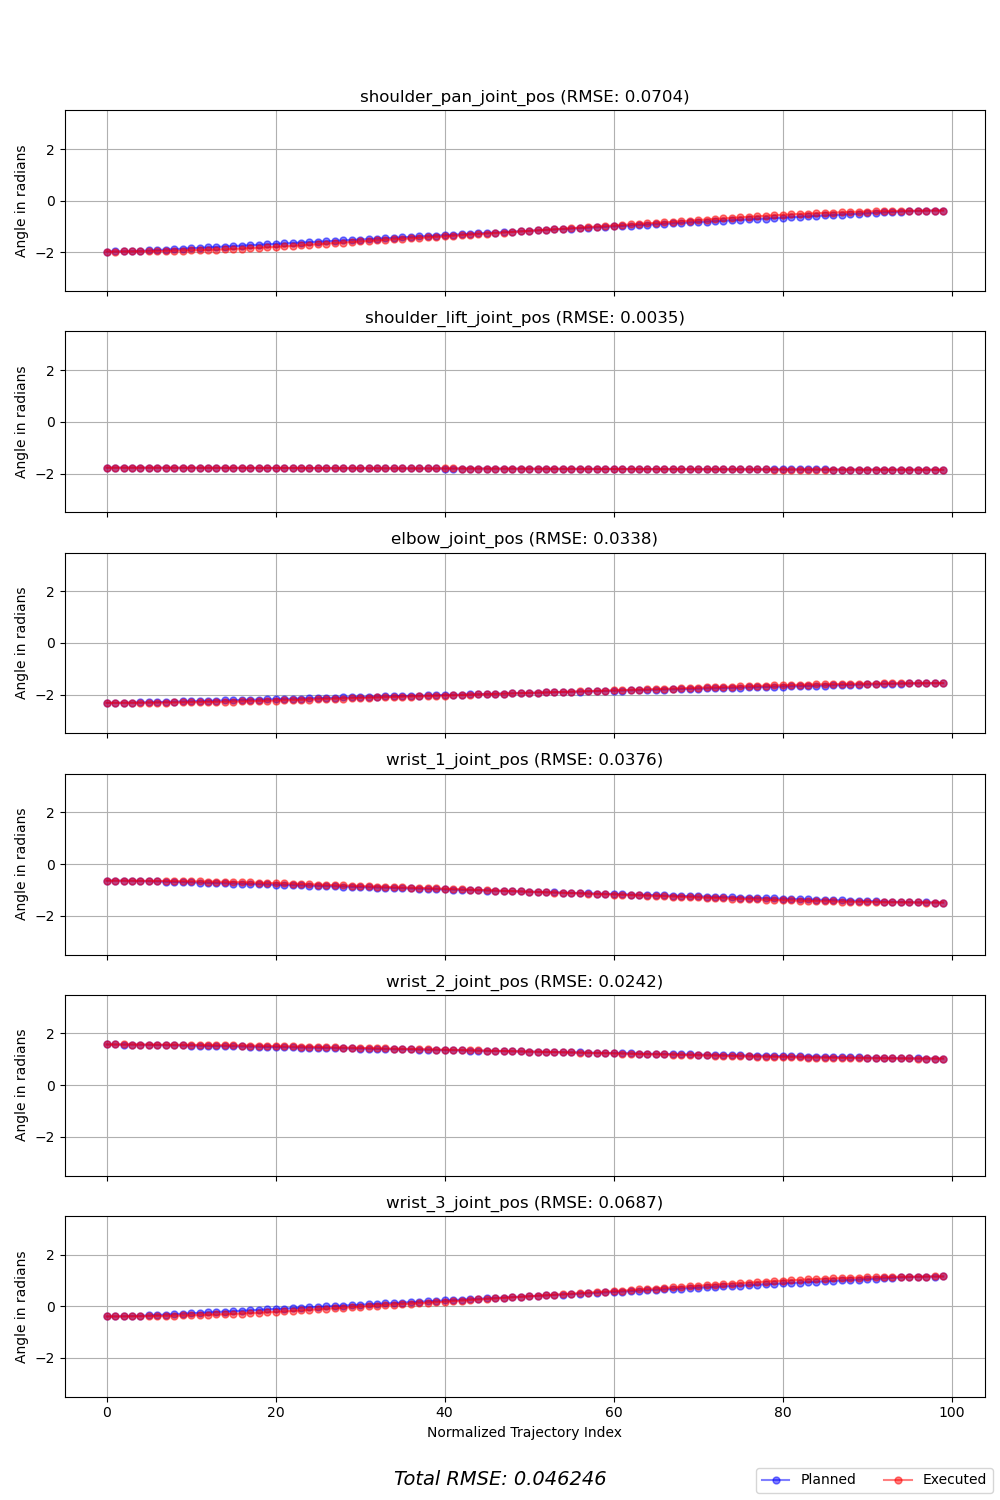 shoulder_pan_joint_pos (RMSE: 0.0704)
Angle in radians
2
0
−2
shoulder_lift_joint_pos (RMSE: 0.0035)
Angle in radians
2
0
−2
elbow_joint_pos (RMSE: 0.0338)
Angle in radians
2
0
−2
wrist_1_joint_pos (RMSE: 0.0376)
Angle in radians
2
0
−2
wrist_2_joint_pos (RMSE: 0.0242)
Angle in radians
2
0
−2
wrist_3_joint_pos (RMSE: 0.0687)
Angle in radians
2
0
−2
0 20 40 60 80 100
Normalized Trajectory Index
Total RMSE: 0.046246
Planned Executed